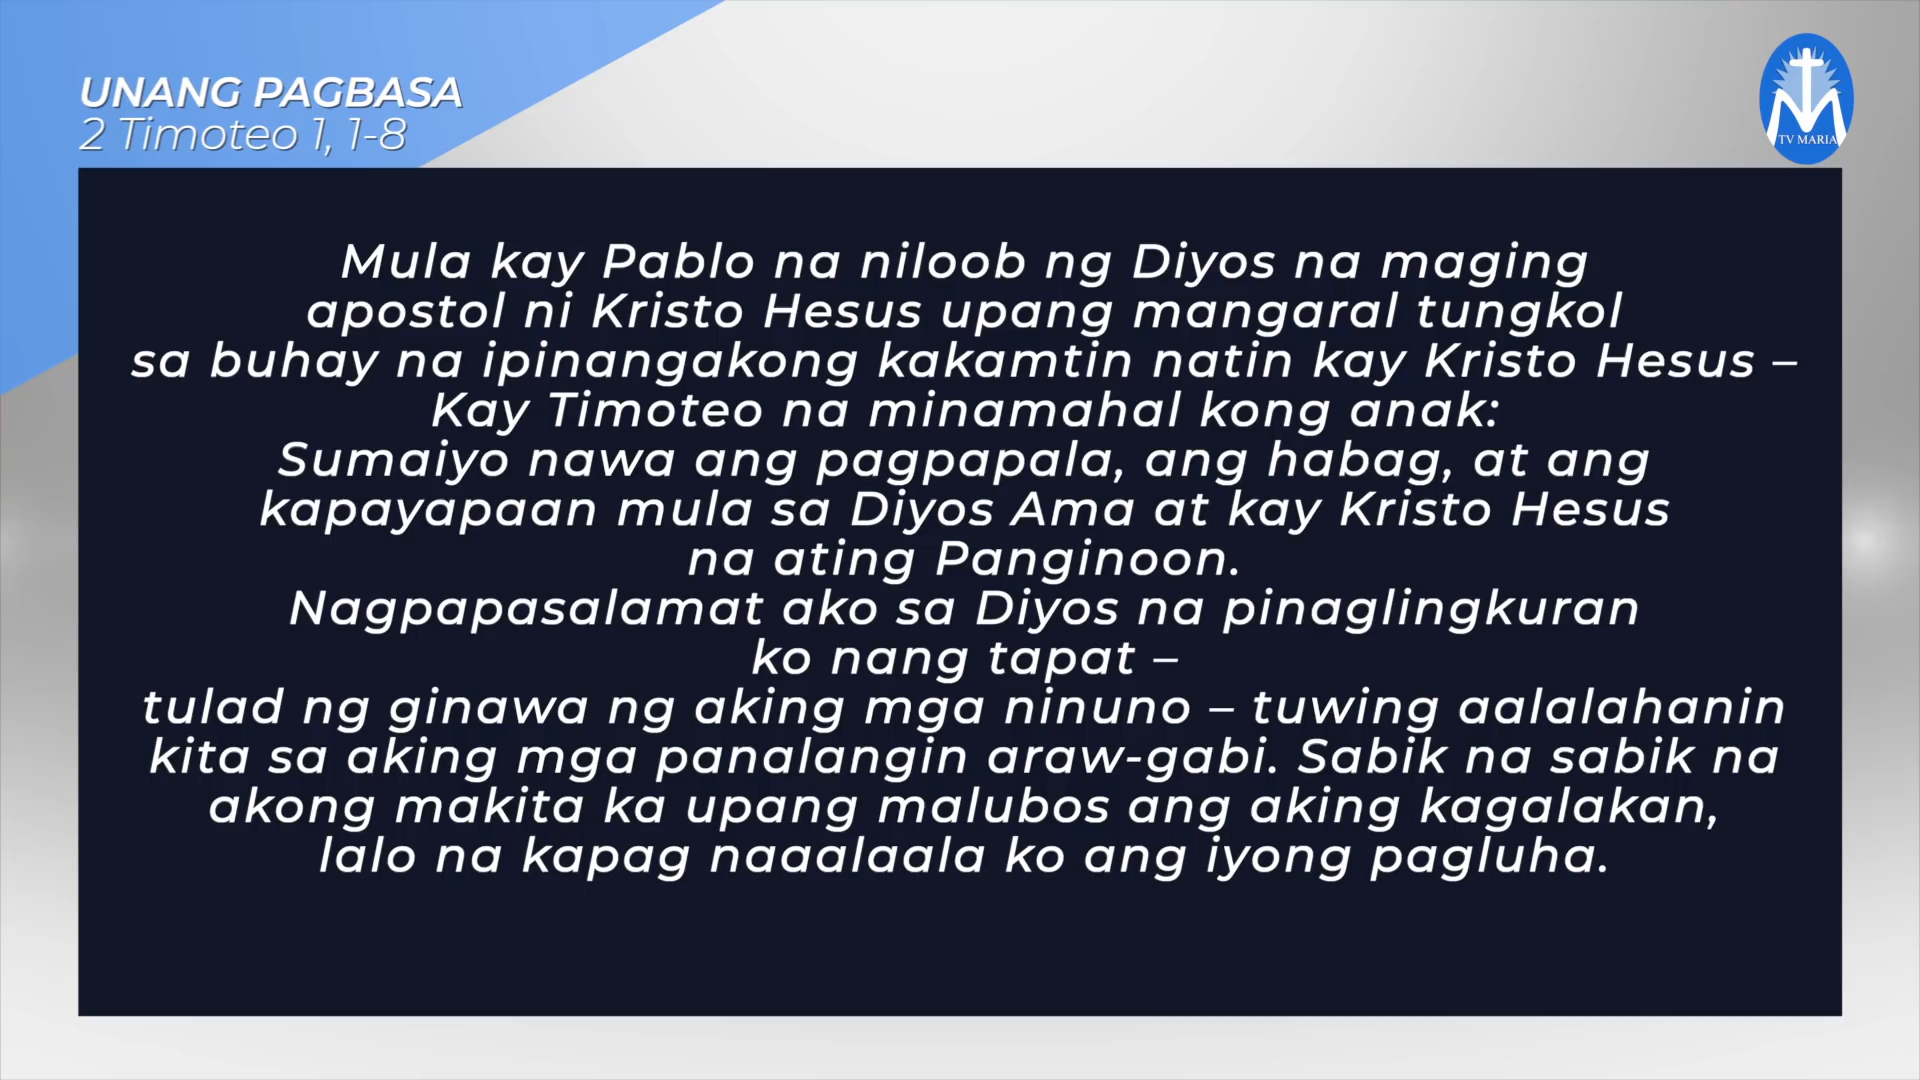 UNANG PAGBASA
2 Timoteo 1, 1-8
TV MARIA
Mula kay Pablo na niloob ng Diyos na maging
apostol ni Kristo Hesus upang mangaral tungkol
sa buhay na ipinangakong kakamtin natin kay Kristo Hesus –
Kay Timoteo na minamahal kong anak:
Sumaiyo nawa ang pagpapala, ang habag, at ang
kapayapaan mula sa Diyos Ama at kay Kristo Hesus
na ating Panginoon.
Nagpapasalamat ako sa Diyos na pinaglingkuran
ko nang tapat –
tulad ng ginawa ng aking mga ninuno – tuwing aalalahanin
kita sa aking mga panalangin araw-gabi. Sabik na sabik na
akong makita ka upang malubos ang aking kagalakan,
lalo na kapag naaalaala ko ang iyong pagluha.